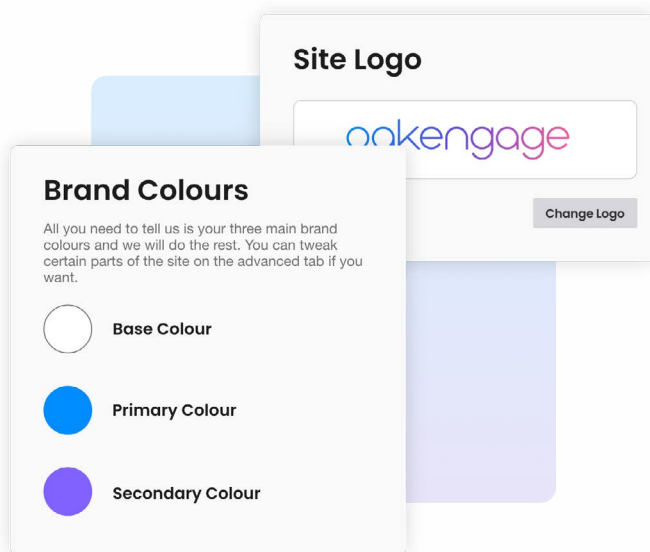 Site Logo
oakengage
Change Logo
Brand Colours
All you need to tell us is your three main brand
colours and we will do the rest. You can tweak
certain parts of the site on the advanced tab if you
want.
Base Colour
Primary Colour
Secondary Colour